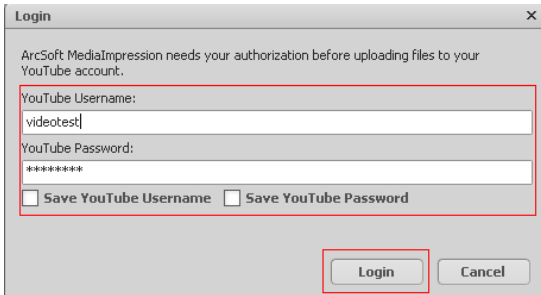 Login
ArcSoft MediaImpression needs your authorization before uploading files to your
YouTube account.
YouTube Username:
videotest
YouTube Password:
********
Save YouTube Username Save YouTube Password
Login Cancel